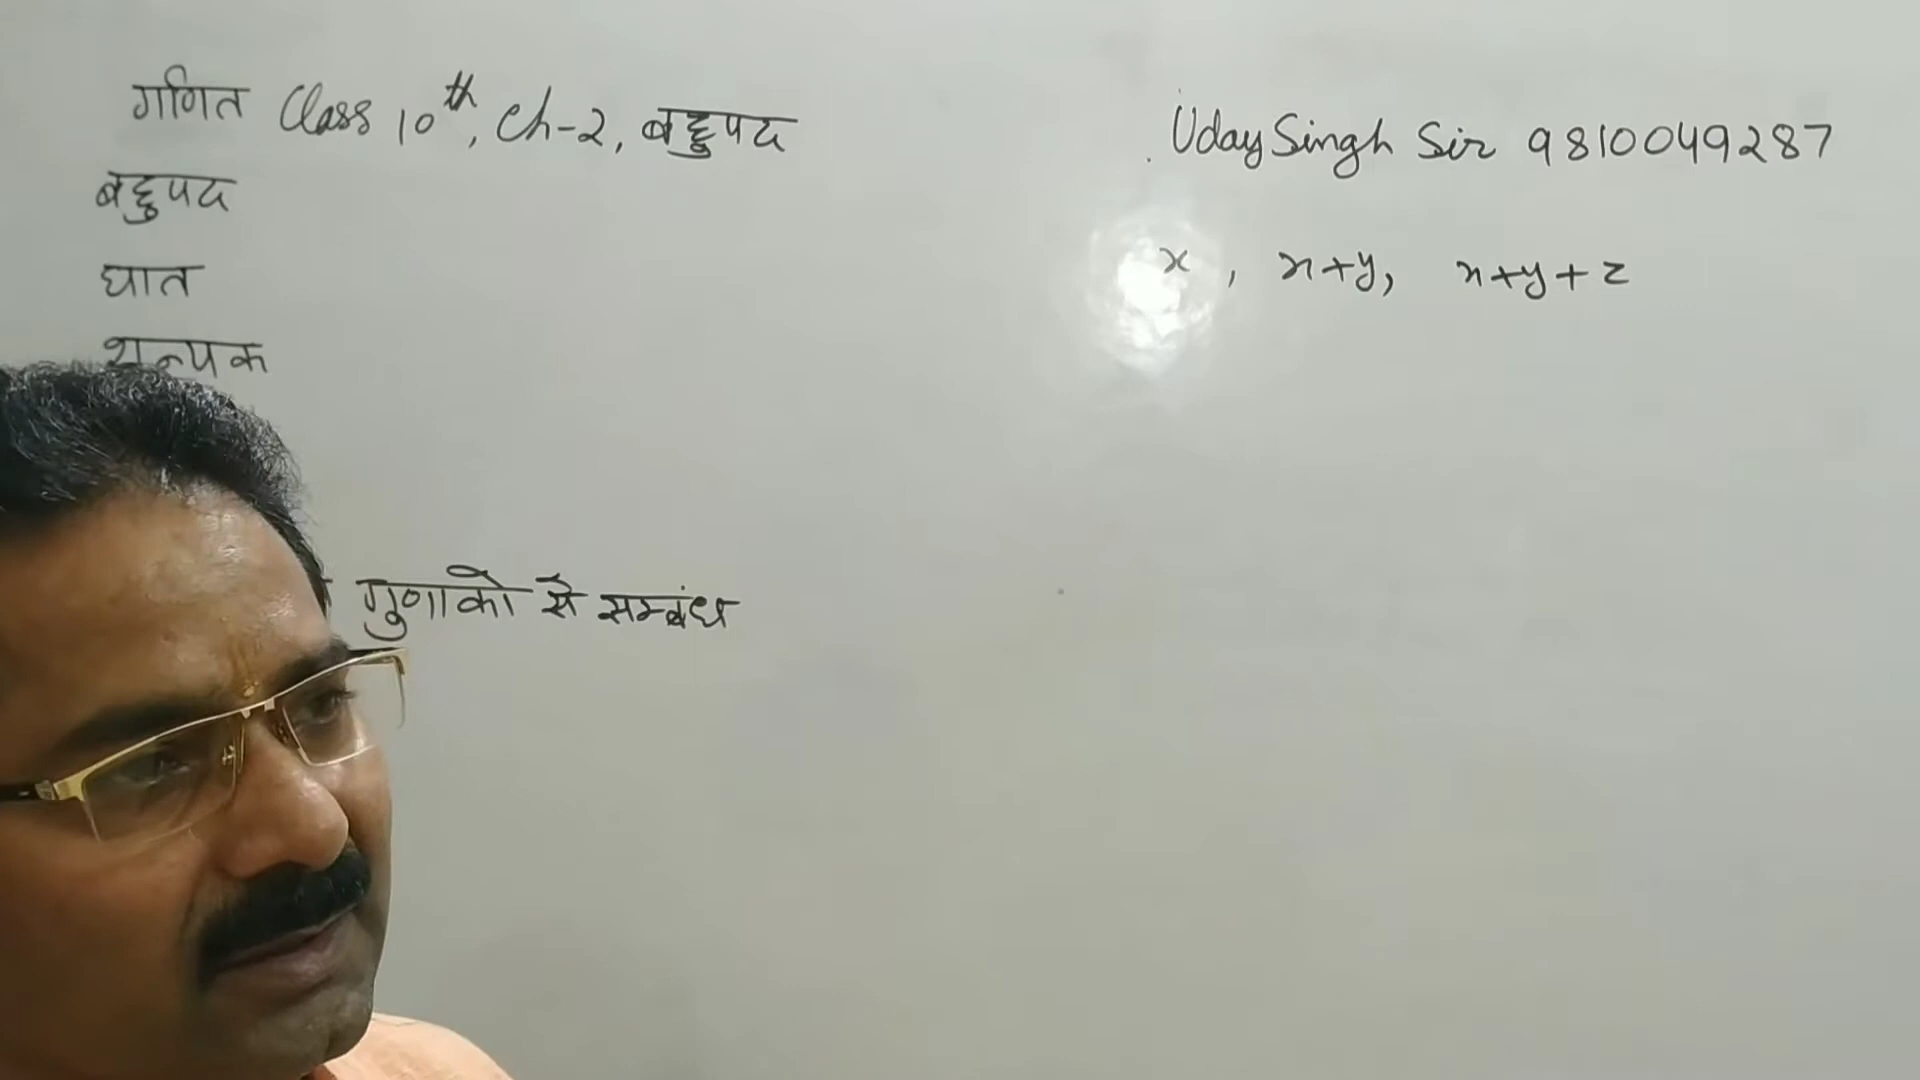 गणित Class 10th, Ch-2, बहुपद
Uday Singh Sir 9810049287
बहुपद
x, x+y, x+y+z
घात
शून्यक
गुणाको से सम्बंध